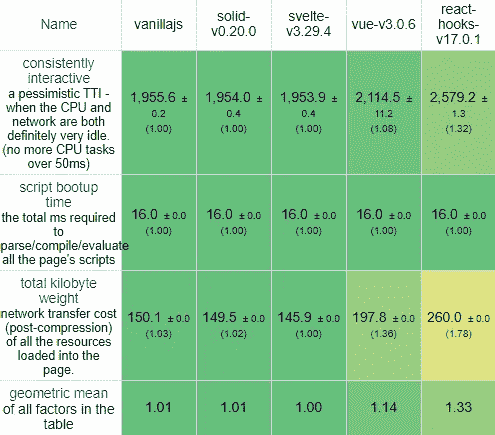 Name vanillajs solid-v0.20.0 svelte-v3.29.4 vue-v3.0.6 react-hooks-v17.0.1
consistently
interactive
a pessimistic TTI -
when the CPU and
network are both
definitely very idle.
(no more CPU tasks
over 50ms)
1,955.6 ± 0.2 (1.00)
1,954.0 ± 0.4 (1.00)
1,953.9 ± 0.4 (1.00)
2,114.5 ± 11.2 (1.08)
2,579.2 ± 1.3 (1.32)
script bootup
time
the total ms required
to
parse/compile/evaluate
all the page's scripts
16.0 ± 0.0 (1.00)
16.0 ± 0.0 (1.00)
16.0 ± 0.0 (1.00)
16.0 ± 0.0 (1.00)
16.0 ± 0.0 (1.00)
total kilobyte
weight
network transfer cost
(post-compression)
of all the resources
loaded into the
page.
150.1 ± 0.0 (1.03)
149.5 ± 0.0 (1.02)
145.9 ± 0.0 (1.00)
197.8 ± 0.0 (1.36)
260.0 ± 0.0 (1.78)
geometric mean
of all factors in the
table
1.01 1.01 1.00 1.14 1.33